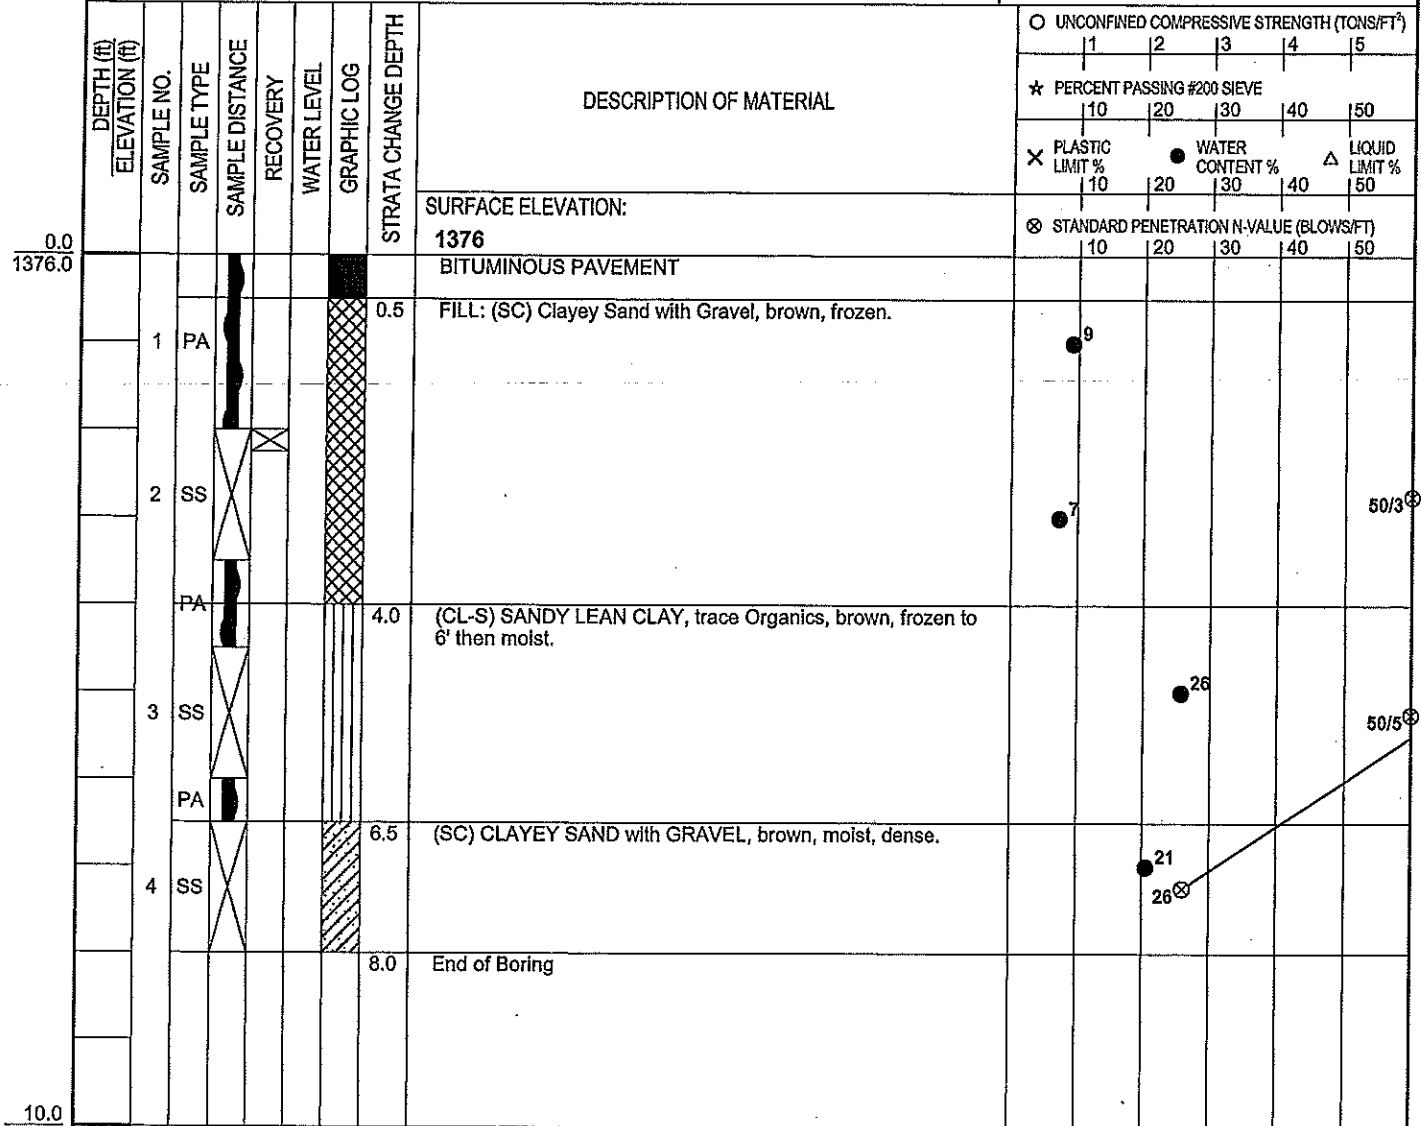 DEPTH (ft)
ELEVATION (ft)
SAMPLE NO.
SAMPLE TYPE
SAMPLE DISTANCE
RECOVERY
WATER LEVEL
GRAPHIC LOG
STRATA CHANGE DEPTH
DESCRIPTION OF MATERIAL
SURFACE ELEVATION:
1376
○ UNCONFINED COMPRESSIVE STRENGTH (TONS/FT²)
1 2 3 4 5
☆ PERCENT PASSING #200 SIEVE
10 20 30 40 50
✕ PLASTIC LIMIT % ● WATER CONTENT % △ LIQUID LIMIT %
10 20 30 40 50
⊗ STANDARD PENETRATION N-VALUE (BLOWS/FT)
10 20 30 40 50
0.0
1376.0
BITUMINOUS PAVEMENT
0.5 FILL: (SC) Clayey Sand with Gravel, brown, frozen.
1 PA 9
2 SS 50/3
7
PA
4.0 (CL-S) SANDY LEAN CLAY, trace Organics, brown, frozen to
6' then moist.
26
3 SS 50/5
PA
6.5 (SC) CLAYEY SAND with GRAVEL, brown, moist, dense.
21
4 SS 26
8.0 End of Boring
10.0